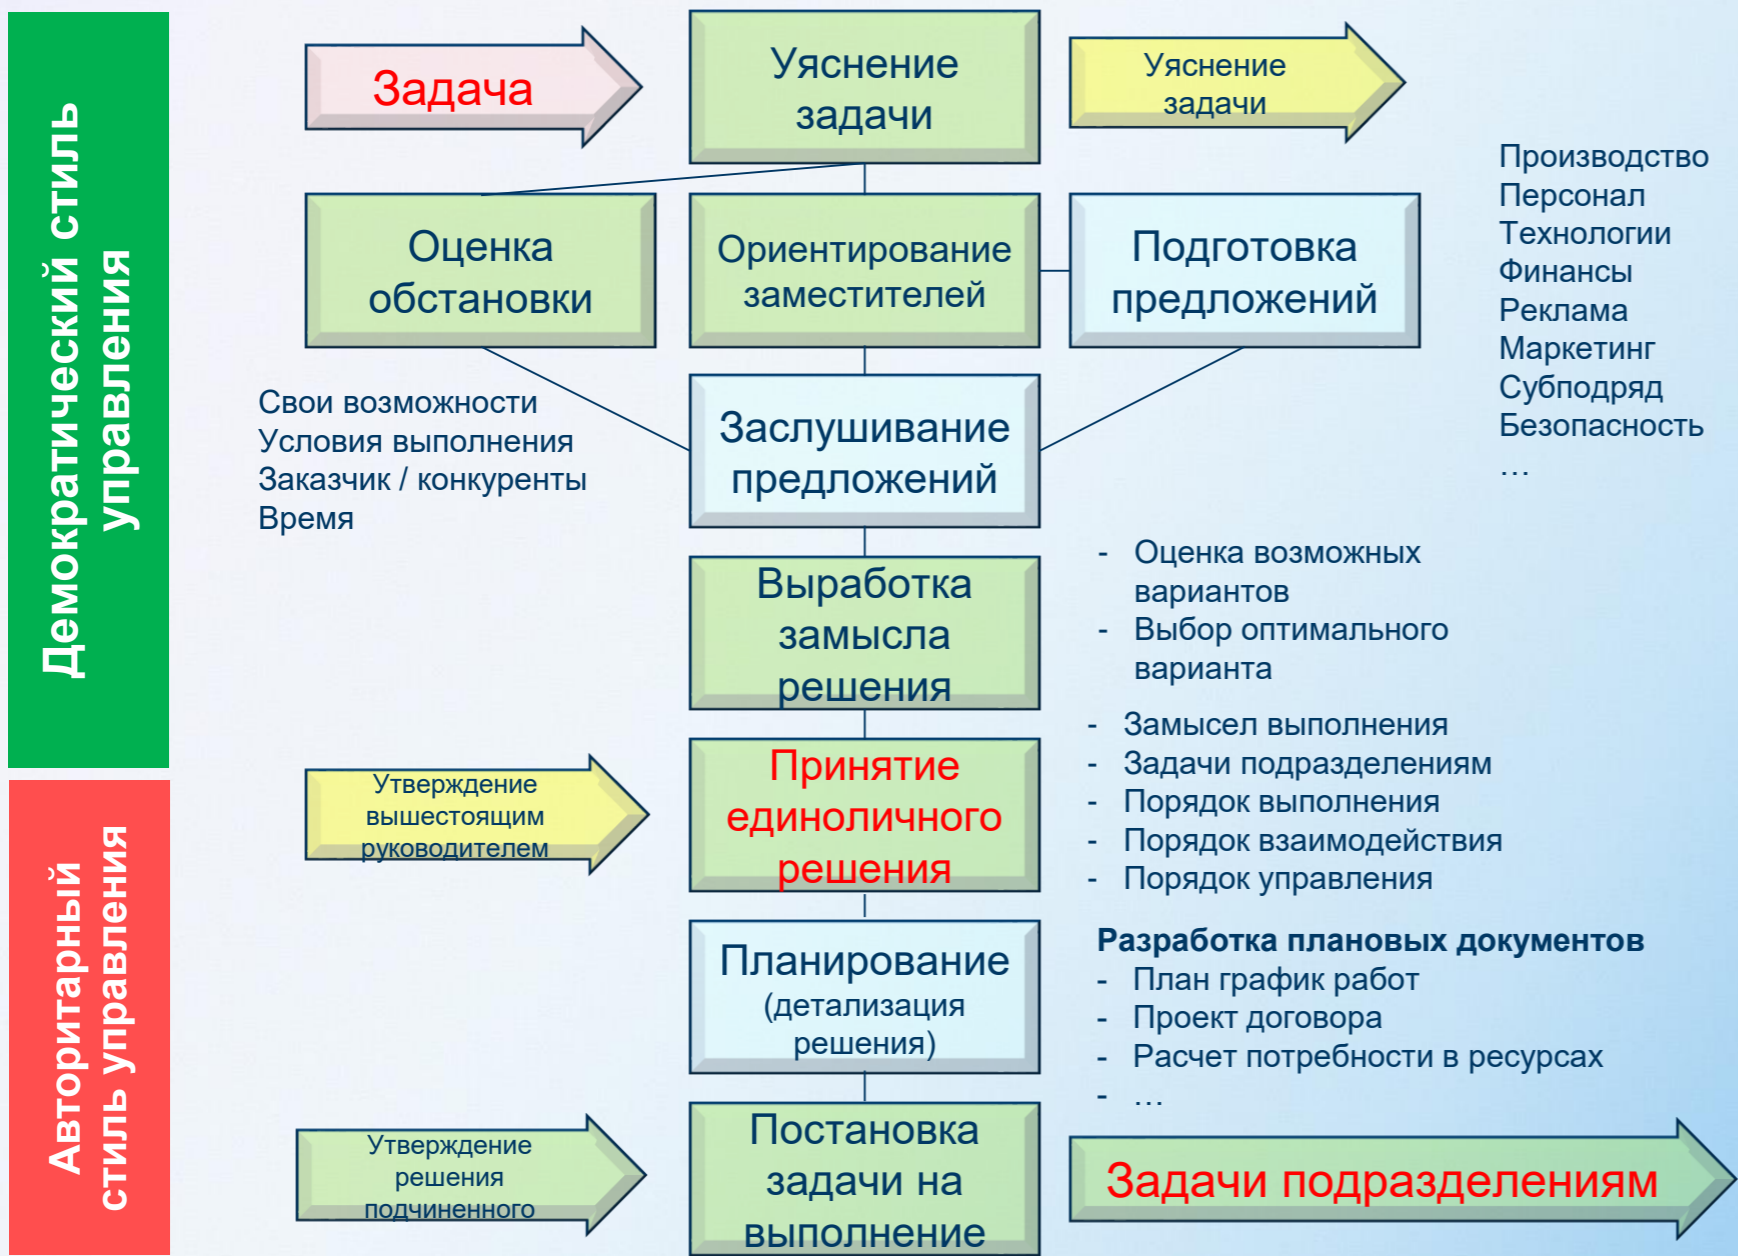 Демократический стиль
управления
Авторитарный
стиль управления
Задача
Уяснение
задачи
Уяснение
задачи
Оценка
обстановки
Ориентирование
заместителей
Подготовка
предложений
Производство
Персонал
Технологии
Финансы
Реклама
Маркетинг
Субподряд
Безопасность
…
Свои возможности
Условия выполнения
Заказчик / конкуренты
Время
Заслушивание
предложений
Выработка
замысла
решения
- Оценка возможных
вариантов
- Выбор оптимального
варианта
Утверждение
вышестоящим
руководителем
Принятие
единоличного
решения
- Замысел выполнения
- Задачи подразделениям
- Порядок выполнения
- Порядок взаимодействия
- Порядок управления
Планирование
(детализация
решения)
Разработка плановых документов
- План график работ
- Проект договора
- Расчет потребности в ресурсах
- …
Утверждение
решения
подчиненного
Постановка
задачи на
выполнение
Задачи подразделениям